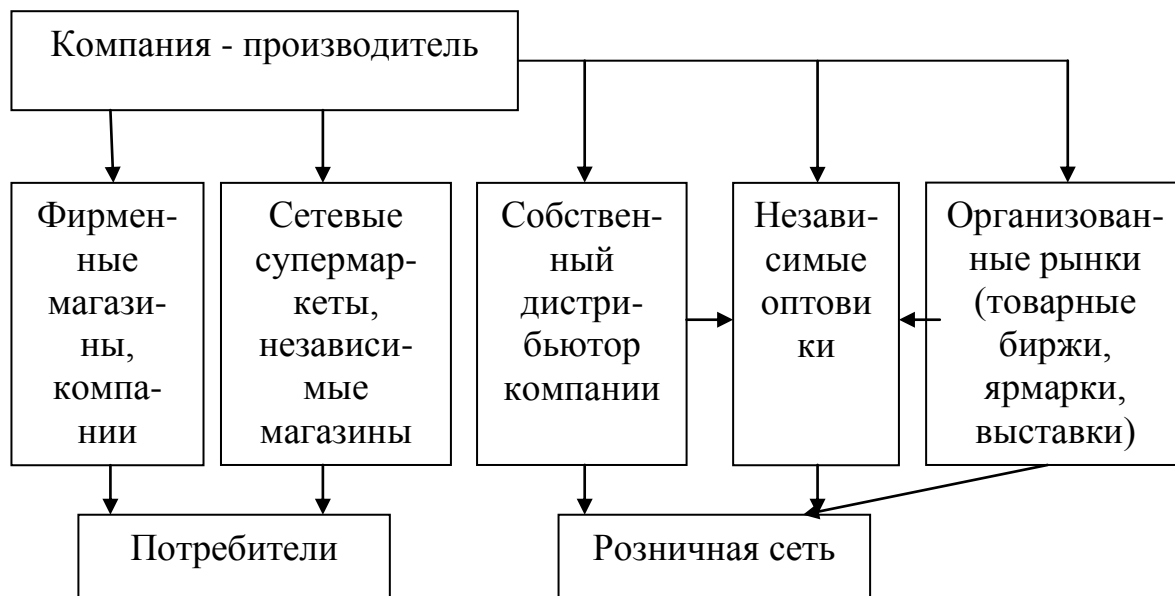 Компания - производитель
Фирмен-
ные
магази-
ны,
компа-
нии
Сетевые
супермар-
кеты,
независи-
мые
магазины
Собствен-
ный
дистри-
бьютор
компании
Незави-
симые
оптови
ки
Организован-
ные рынки
(товарные
биржи,
ярмарки,
выставки)
Потребители
Розничная сеть